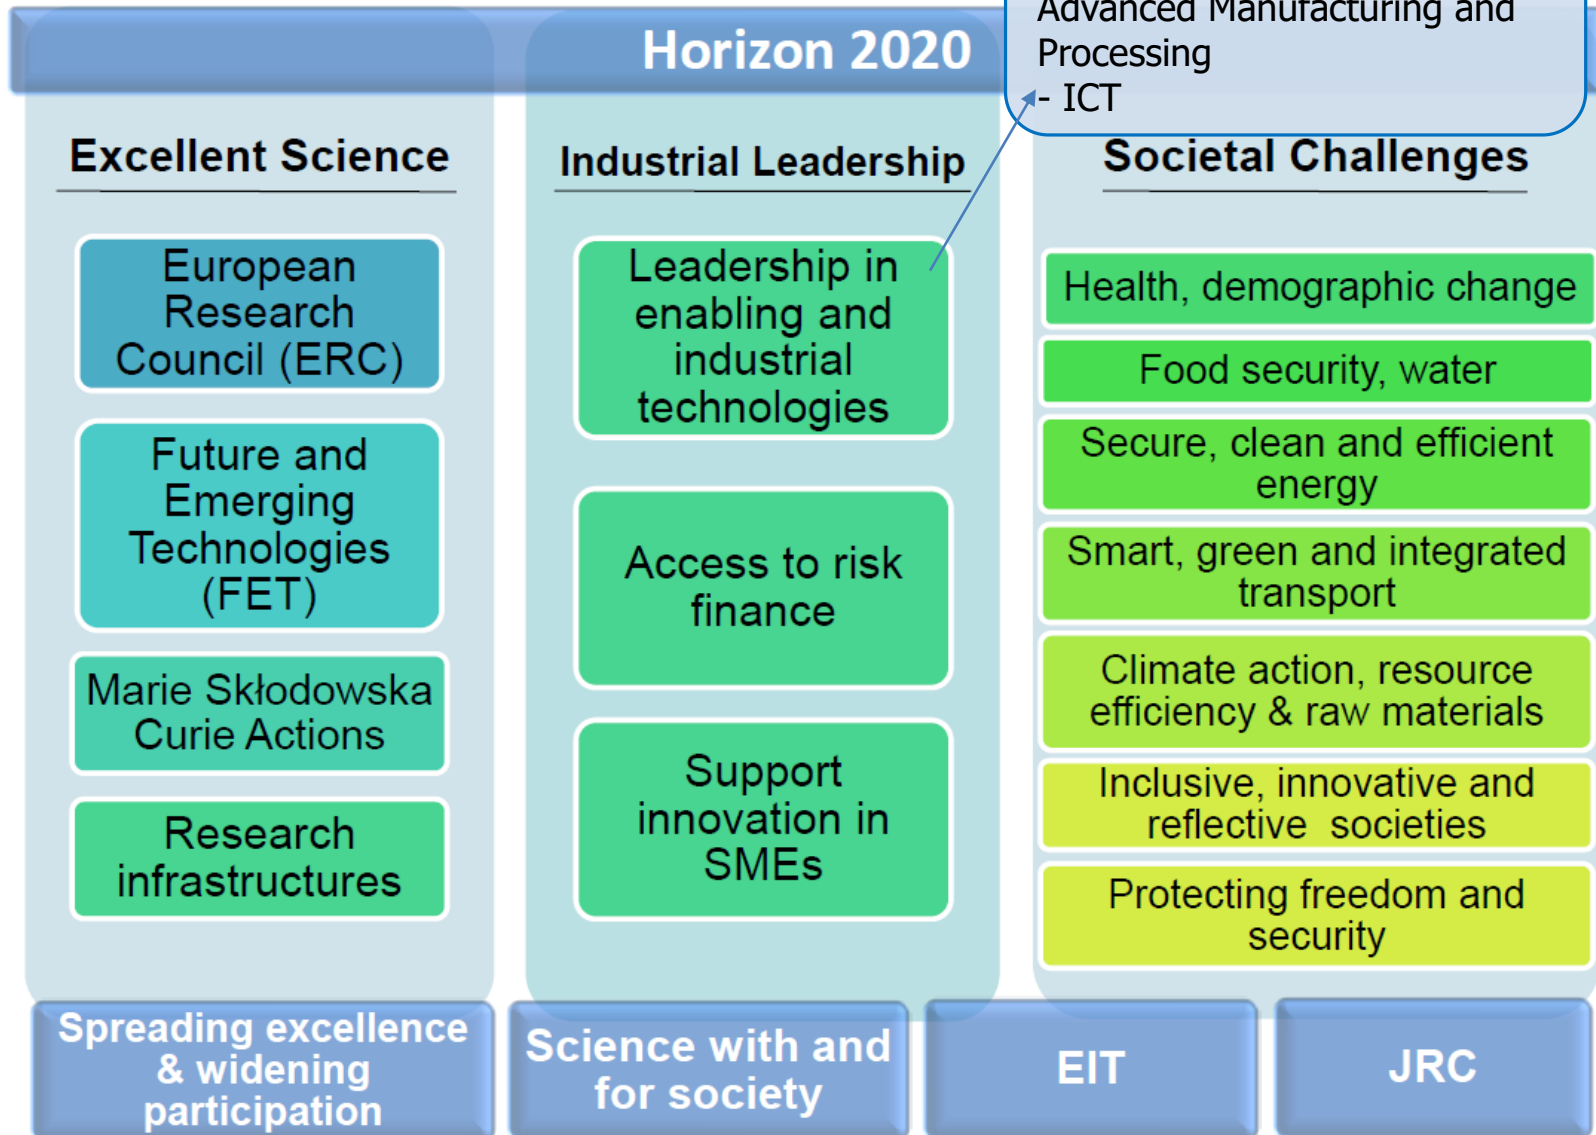 Horizon 2020
Advanced Manufacturing and
Processing
- ICT
Excellent Science
European
Research
Council (ERC)
Future and
Emerging
Technologies
(FET)
Marie Skłodowska
Curie Actions
Research
infrastructures
Industrial Leadership
Leadership in
enabling and
industrial
technologies
Access to risk
finance
Support
innovation in
SMEs
Societal Challenges
Health, demographic change
Food security, water
Secure, clean and efficient
energy
Smart, green and integrated
transport
Climate action, resource
efficiency & raw materials
Inclusive, innovative and
reflective societies
Protecting freedom and
security
Spreading excellence
& widening
participation
Science with and
for society
EIT
JRC